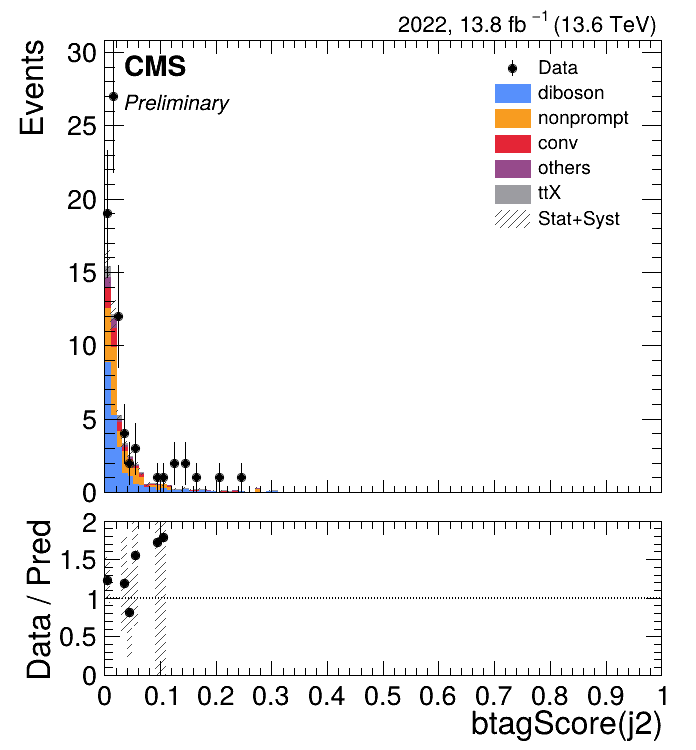 2022, 13.8 fb⁻¹ (13.6 TeV)
Events
CMS
Preliminary
Data
diboson
nonprompt
conv
others
ttX
Stat+Syst
30
25
20
15
10
5
0
Data / Pred
2
1.5
1
0.5
0
0 0.1 0.2 0.3 0.4 0.5 0.6 0.7 0.8 0.9 1
btagScore(j2)